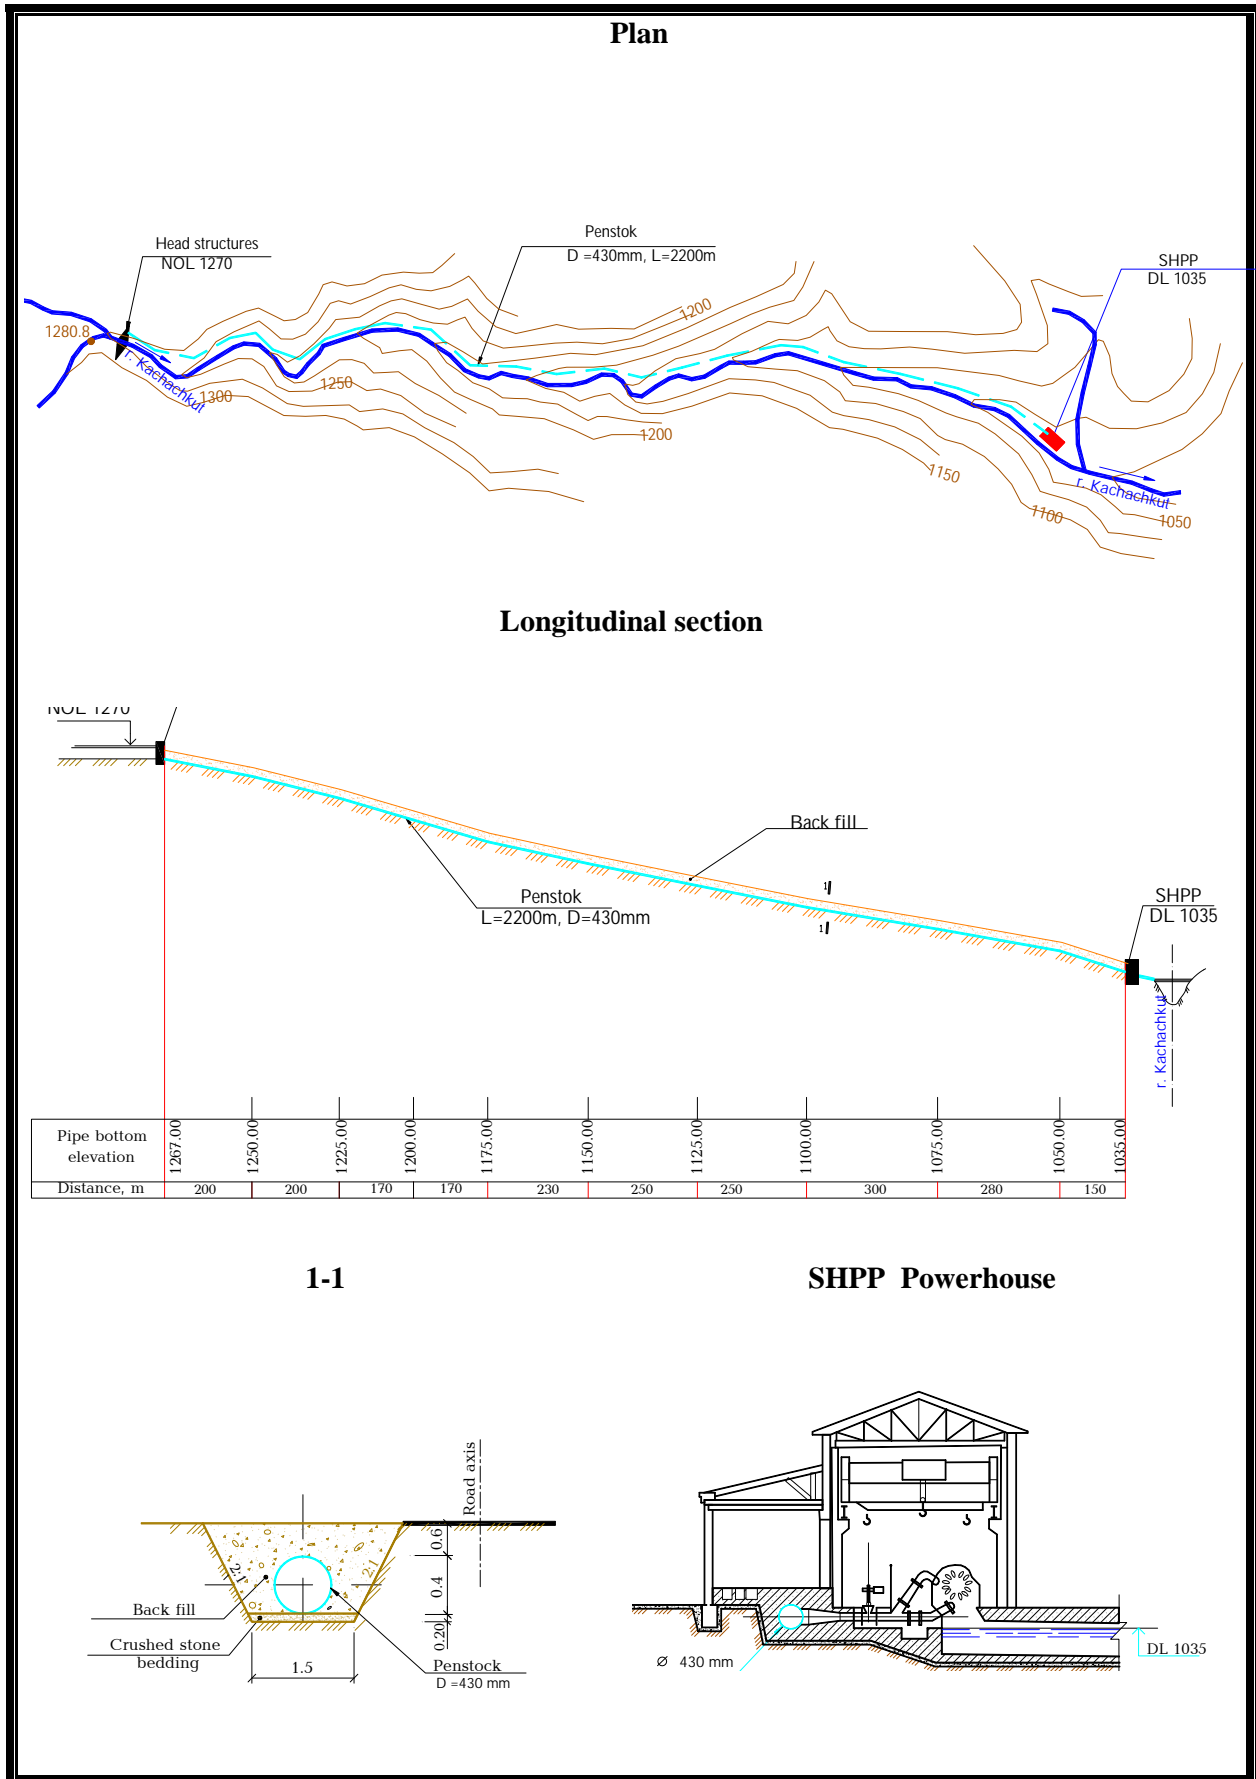 Plan
Head structures
NOL 1270
Penstok
D =430mm, L=2200m
SHPP
DL 1035
1280.8
r. Kachachkut
1300
1250
1200
1200
1150
1100
1050
r. Kachachkut
Longitudinal section
NOL 1270
Back fill
Penstok
L=2200m, D=430mm
1
1
SHPP
DL 1035
r. Kachachkut
Pipe bottom
elevation
1267.00 1250.00 1225.00 1200.00 1175.00 1150.00 1125.00 1100.00 1075.00 1050.00 1035.00
Distance, m 200 200 170 170 230 250 250 300 280 150
1-1
SHPP Powerhouse
Road axis
0.6
0.4
0.20
2:1
2:1
Back fill
Crushed stone
bedding
1.5
Penstock
D =430 mm
Ø 430 mm
DL 1035